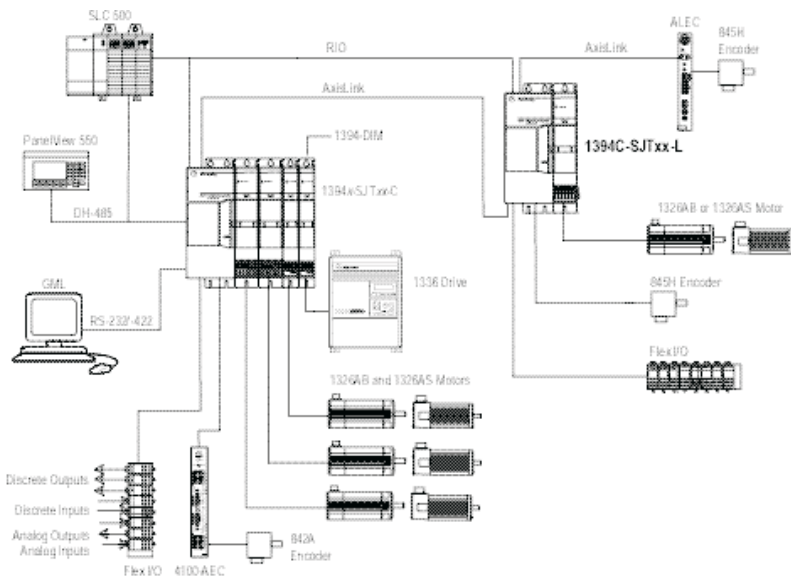 SLC 500
RIO
AxisLink
AxisLink
ALEC
845H
Encoder
PanelView 550
1394-DIM
1394x-SJTxx-C
1394C-SJTxx-L
DH-485
1326AB or 1326AS Motor
GML
1336 Drive
845H Encoder
RS-232/-422
Flex I/O
1326AB and 1326AS Motors
Discrete Outputs
Discrete Inputs
Analog Outputs
Analog Inputs
842A
Encoder
Flex I/O
4100-AEC